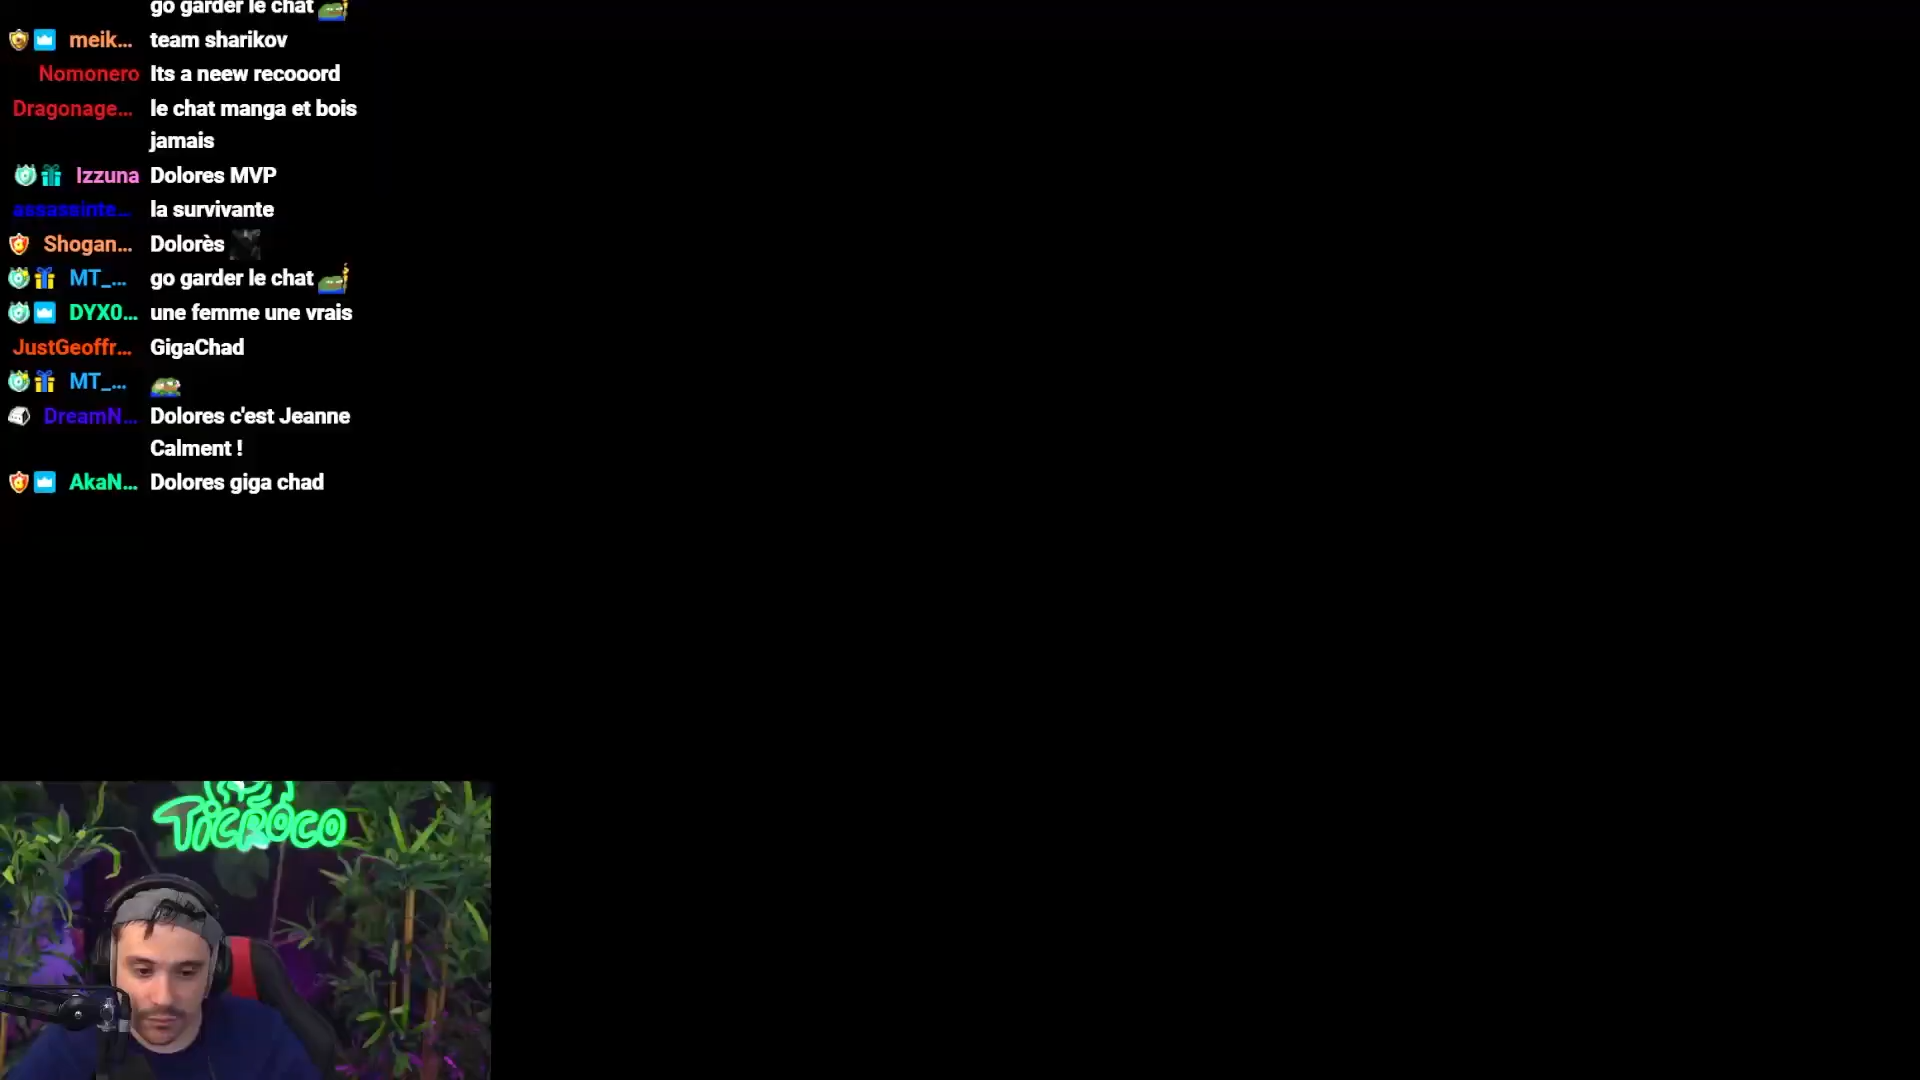 go garder le chat
meik... team sharikov
Nomonero Its a neew recooord
Dragonage... le chat manga et bois
jamais
Izzuna Dolores MVP
assassinte... la survivante
Shogan... Dolorès
MT_... go garder le chat
DYX0... une femme une vrais
JustGeoffr... GigaChad
MT_...
DreamN... Dolores c'est Jeanne
Calment !
AkaN... Dolores giga chad
TicRoco